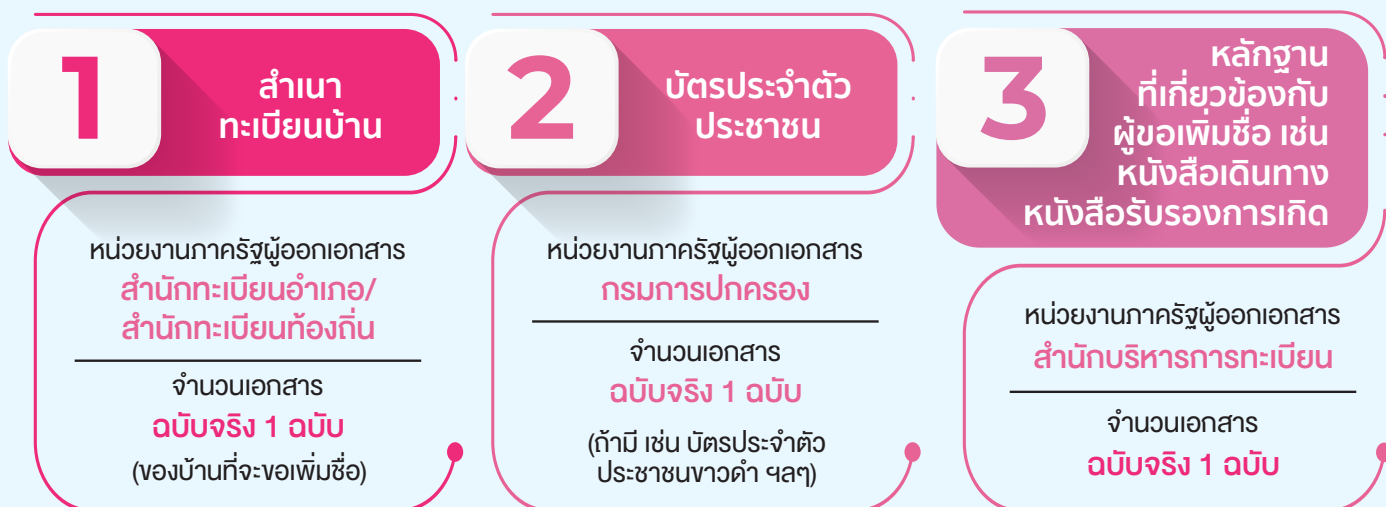 1
สำเนา
ทะเบียนบ้าน
หน่วยงานภาครัฐผู้ออกเอกสาร
สำนักทะเบียนอำเภอ/
สำนักทะเบียนท้องถิ่น
จำนวนเอกสาร
ฉบับจริง 1 ฉบับ
(ของบ้านที่จะขอเพิ่มชื่อ)
2
บัตรประจำตัว
ประชาชน
หน่วยงานภาครัฐผู้ออกเอกสาร
กรมการปกครอง
จำนวนเอกสาร
ฉบับจริง 1 ฉบับ
(ถ้ามี เช่น บัตรประจำตัว
ประชาชนขาวดำ ฯลฯ)
3
หลักฐาน
ที่เกี่ยวข้องกับ
ผู้ขอเพิ่มชื่อ เช่น
หนังสือเดินทาง
หนังสือรับรองการเกิด
หน่วยงานภาครัฐผู้ออกเอกสาร
สำนักบริหารการทะเบียน
จำนวนเอกสาร
ฉบับจริง 1 ฉบับ